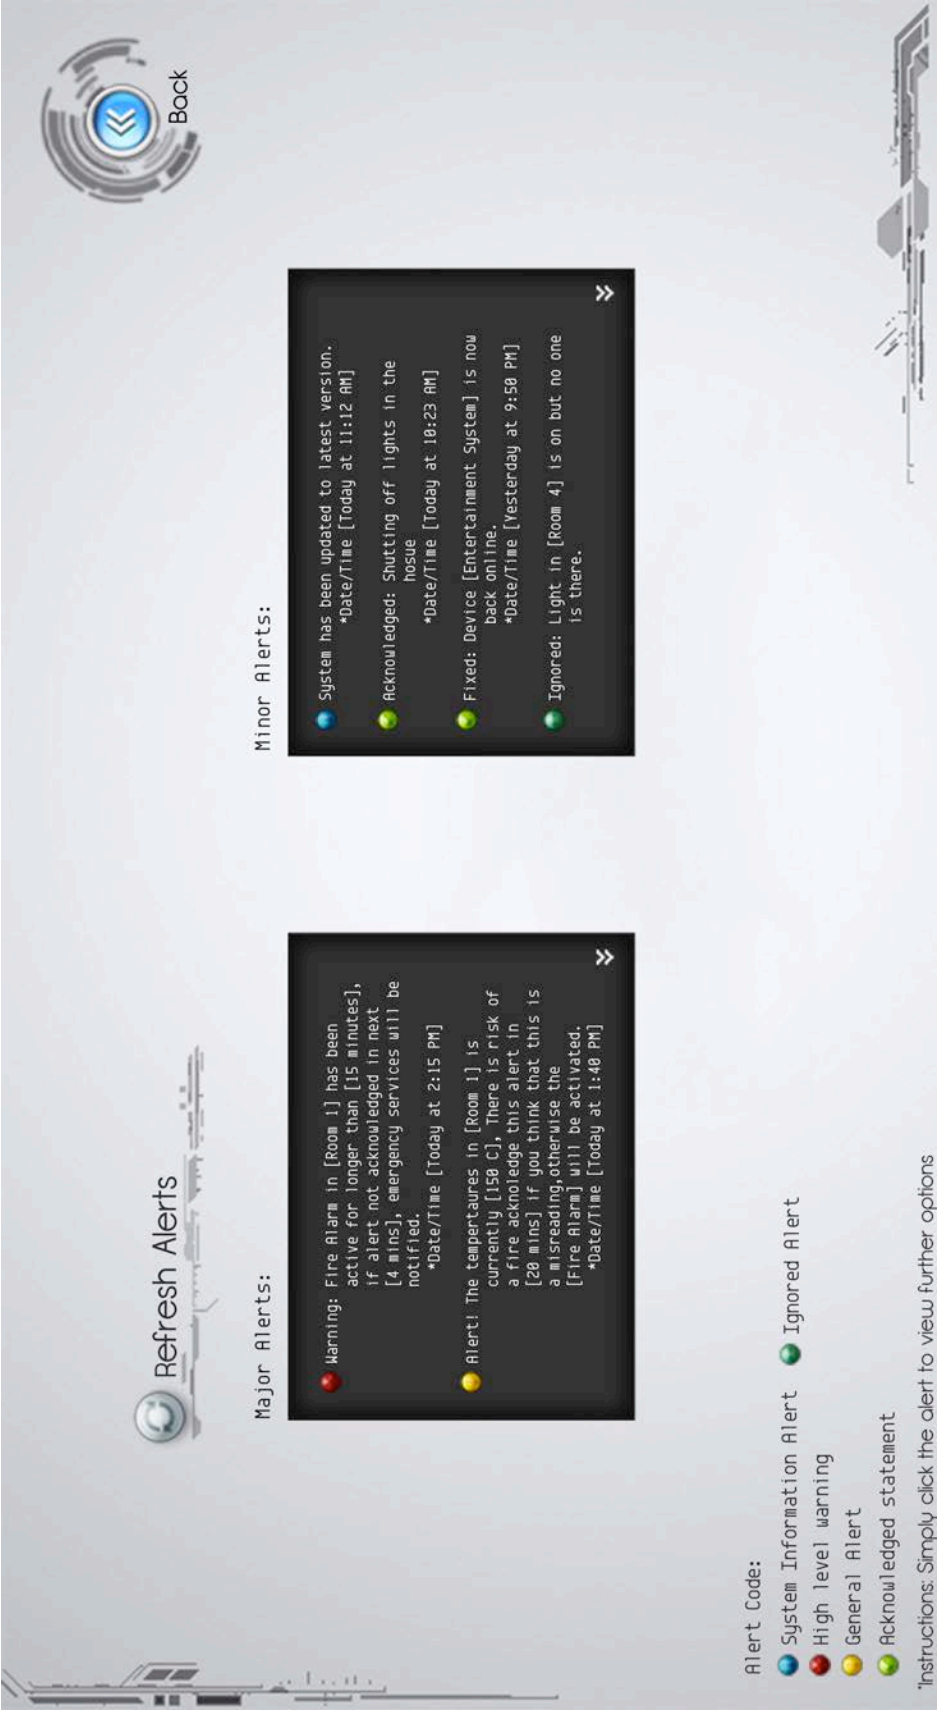 Refresh Alerts
Back
Major Alerts:
Warning: Fire Alarm in [Room 1] has been
active for longer than [15 minutes],
if alert not acknowledged in next
[4 mins], emergency services will be
notified.
*Date/Time [Today at 2:15 PM]
Alert! The tempertaures in [Room 1] is
currently [150 C], There is risk of
a fire acknoledge this alert in
[20 mins] if you think that this is
a misreading,otherwise the
[Fire Alarm] will be activated.
*Date/Time [Today at 1:40 PM]
Minor Alerts:
System has been updated to latest version.
*Date/Time [Today at 11:12 AM]
Acknowledged: Shutting off lights in the
hosue
*Date/Time [Today at 10:23 AM]
Fixed: Device [Entertainment System] is now
back online.
*Date/Time [Yesterday at 9:50 PM]
Ignored: Light in [Room 4] is on but no one
is there.
Alert Code:
System Information Alert
Ignored Alert
High level warning
General Alert
Acknowledged statement
*Instructions: Simply click the alert to view further options